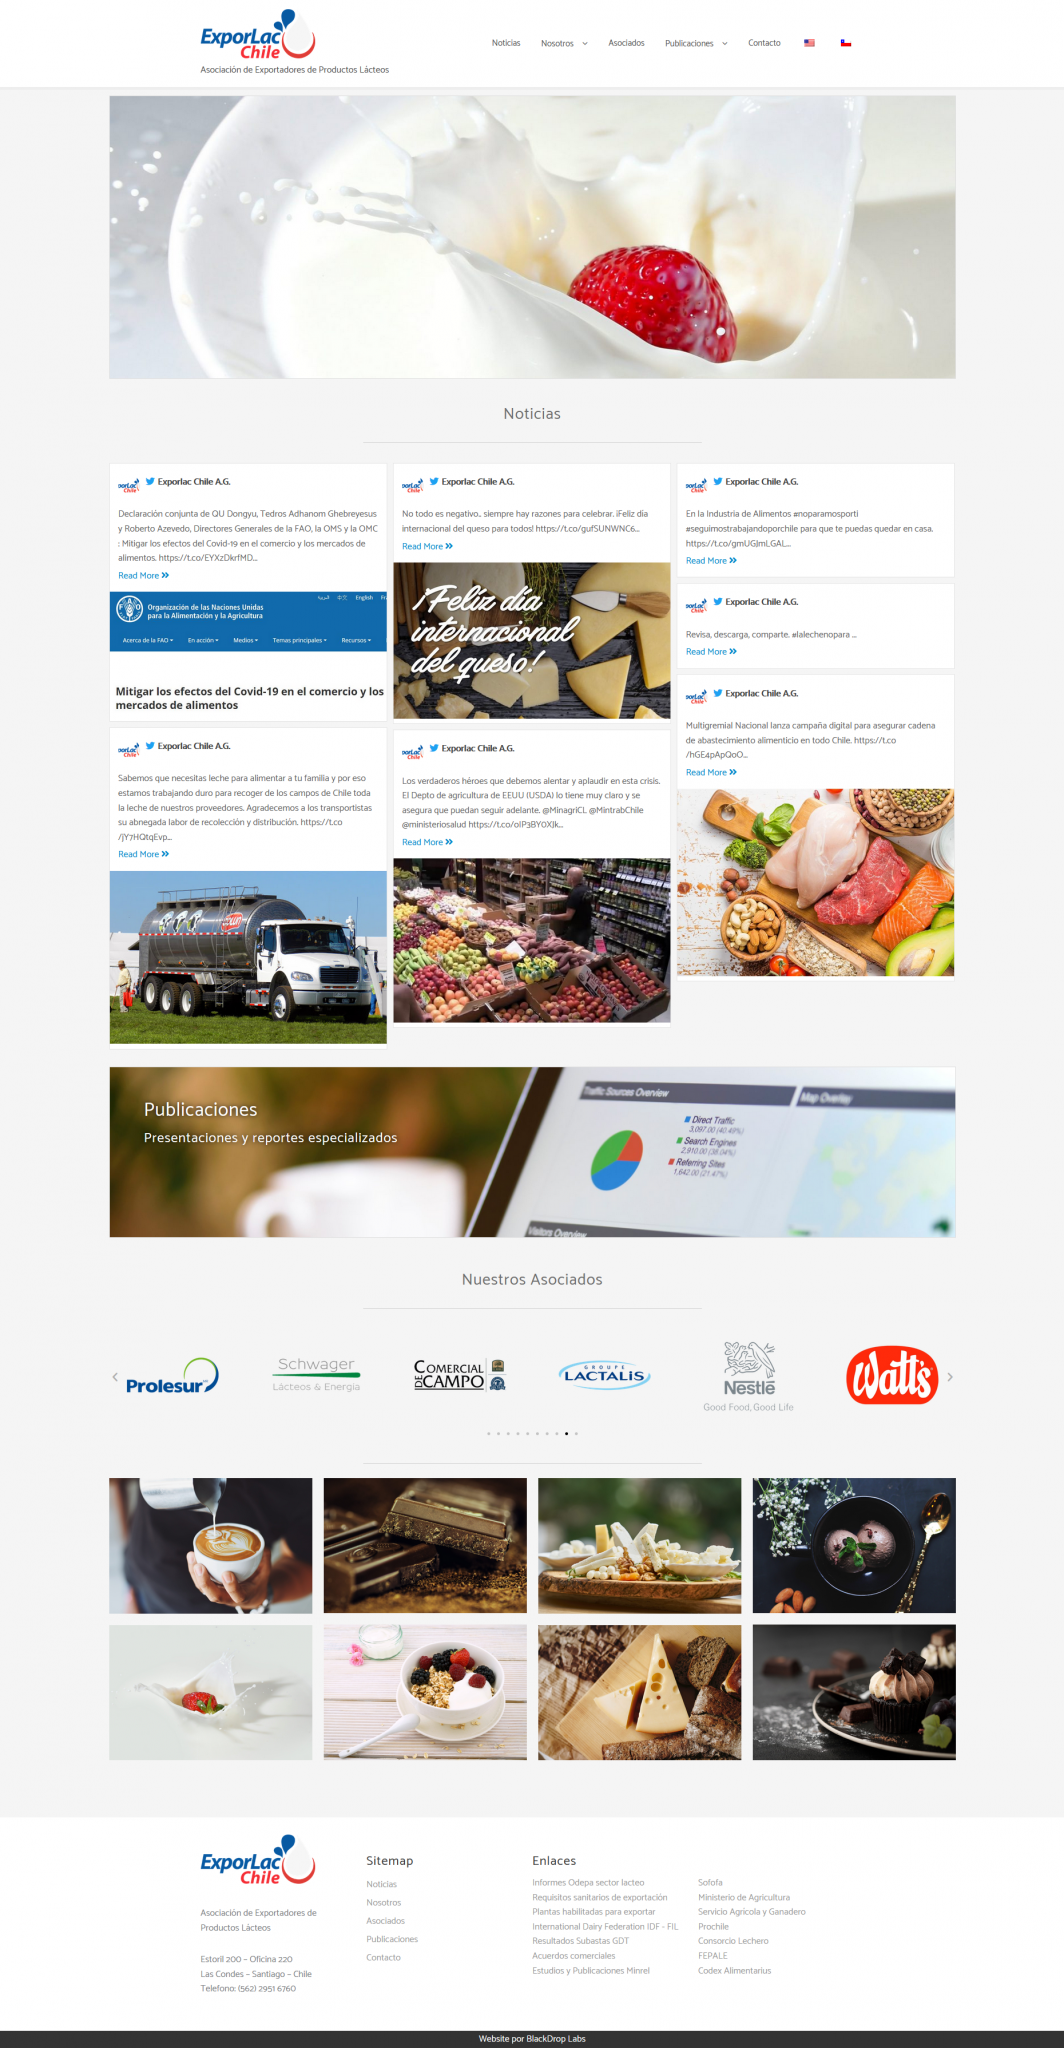 ExporLac
Chile
Asociación de Exportadores de Productos Lácteos
Noticias
Nosotros
Asociados
Publicaciones
Contacto
Noticias
Exporlac Chile A.G.
Declaración conjunta de QU Dongyu, Tedros Adhanom Ghebreyesus
y Roberto Azevedo, Directores Generales de la FAO, la OMS y la OMC
: Mitigar los efectos del Covid-19 en el comercio y los mercados de
alimentos. https://t.co/EYXzDkrfMD...
Read More »
Organización de las Naciones Unidas
para la Alimentación y la Agricultura
English
Acerca de la FAO
En acción
Medios
Temas principales
Recursos
Mitigar los efectos del Covid-19 en el comercio y los
mercados de alimentos
Exporlac Chile A.G.
Sabemos que necesitas leche para alimentar a tu familia y por eso
estamos trabajando duro para recoger de los campos de Chile toda
la leche de nuestros proveedores. Agradecemos a los transportistas
su abnegada labor de recolección y distribución. https://t.co
/jY7HQtqEvp...
Read More »
Exporlac Chile A.G.
No todo es negativo.. siempre hay razones para celebrar. ¡Feliz día
internacional del queso para todos! https://t.co/gufSUNWNC6...
Read More »
¡Feliz día
internacional
del queso!
Exporlac Chile A.G.
Los verdaderos héroes que debemos alentar y aplaudir en esta crisis.
El Depto de agricultura de EEUU (USDA) lo tiene muy claro y se
asegura que puedan seguir adelante. @MinagriCL @MintrabChile
@ministeriosalud https://t.co/oIP3BY0XJk...
Read More »
Exporlac Chile A.G.
En la Industria de Alimentos #noparamosporti
#seguimostrabajandoporchile para que te puedas quedar en casa.
https://t.co/gmUGJmLGAL...
Read More »
Exporlac Chile A.G.
Revisa, descarga, comparte. #lalechenopara ...
Read More »
Exporlac Chile A.G.
Multigremial Nacional lanza campaña digital para asegurar cadena
de abastecimiento alimenticio en todo Chile. https://t.co
/hGE4pApQoO...
Read More »
Publicaciones
Presentaciones y reportes especializados
Traffic Sources Overview
Map Overlay
Direct Traffic
3,097.00 (40.49%)
Search Engines
2,910.00 (38.04%)
Referring Sites
1,642.00 (21.47%)
Visitors Overview
Nuestros Asociados
Prolesur
Schwager
Lácteos & Energía
COMERCIAL
DE CAMPO
GROUPE
LACTALIS
Nestlé
Good Food, Good Life
Watt's
ExporLac
Chile
Asociación de Exportadores de
Productos Lácteos
Estoril 200 – Oficina 220
Las Condes – Santiago – Chile
Telefono: (562) 2951 6760
Sitemap
Noticias
Nosotros
Asociados
Publicaciones
Contacto
Enlaces
Informes Odepa sector lacteo
Requisitos sanitarios de exportación
Plantas habilitadas para exportar
International Dairy Federation IDF - FIL
Resultados Subastas GDT
Acuerdos comerciales
Estudios y Publicaciones Minrel
Sofofa
Ministerio de Agricultura
Servicio Agrícola y Ganadero
Prochile
Consorcio Lechero
FEPALE
Codex Alimentarius
Website por BlackDrop Labs